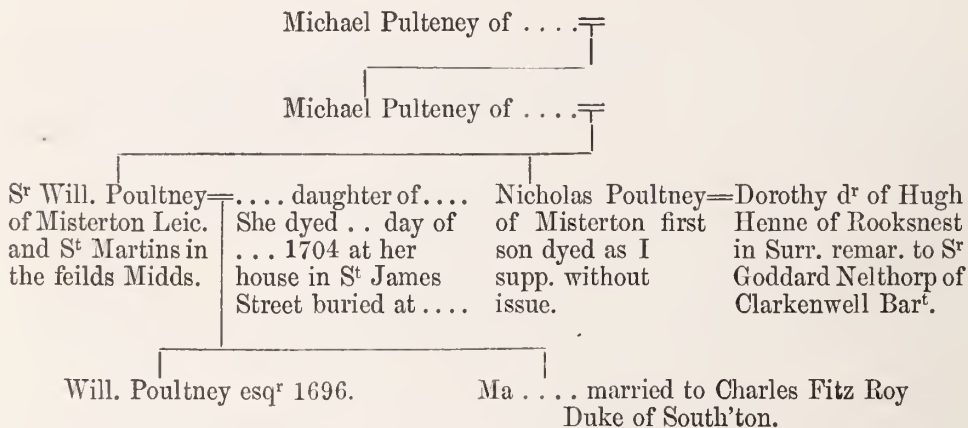 Michael Pulteney of . . . .
Michael Pulteney of . . . .
Sʳ Will. Poultney
of Misterton Leic.
and Sᵗ Martins in
the feilds Midds.
. . . . daughter of . . . .
She dyed . . day of
. . . 1704 at her
house in Sᵗ James
Street buried at . . . .
Nicholas Poultney
of Misterton first
son dyed as I
supp. without
issue.
Dorothy dʳ of Hugh
Henne of Rooksnest
in Surr. remar. to Sʳ
Goddard Nelthorp of
Clarkenwell Barᵗ.
Will. Poultney esqʳ 1696.
Ma . . . . married to Charles Fitz Roy
Duke of South'ton.